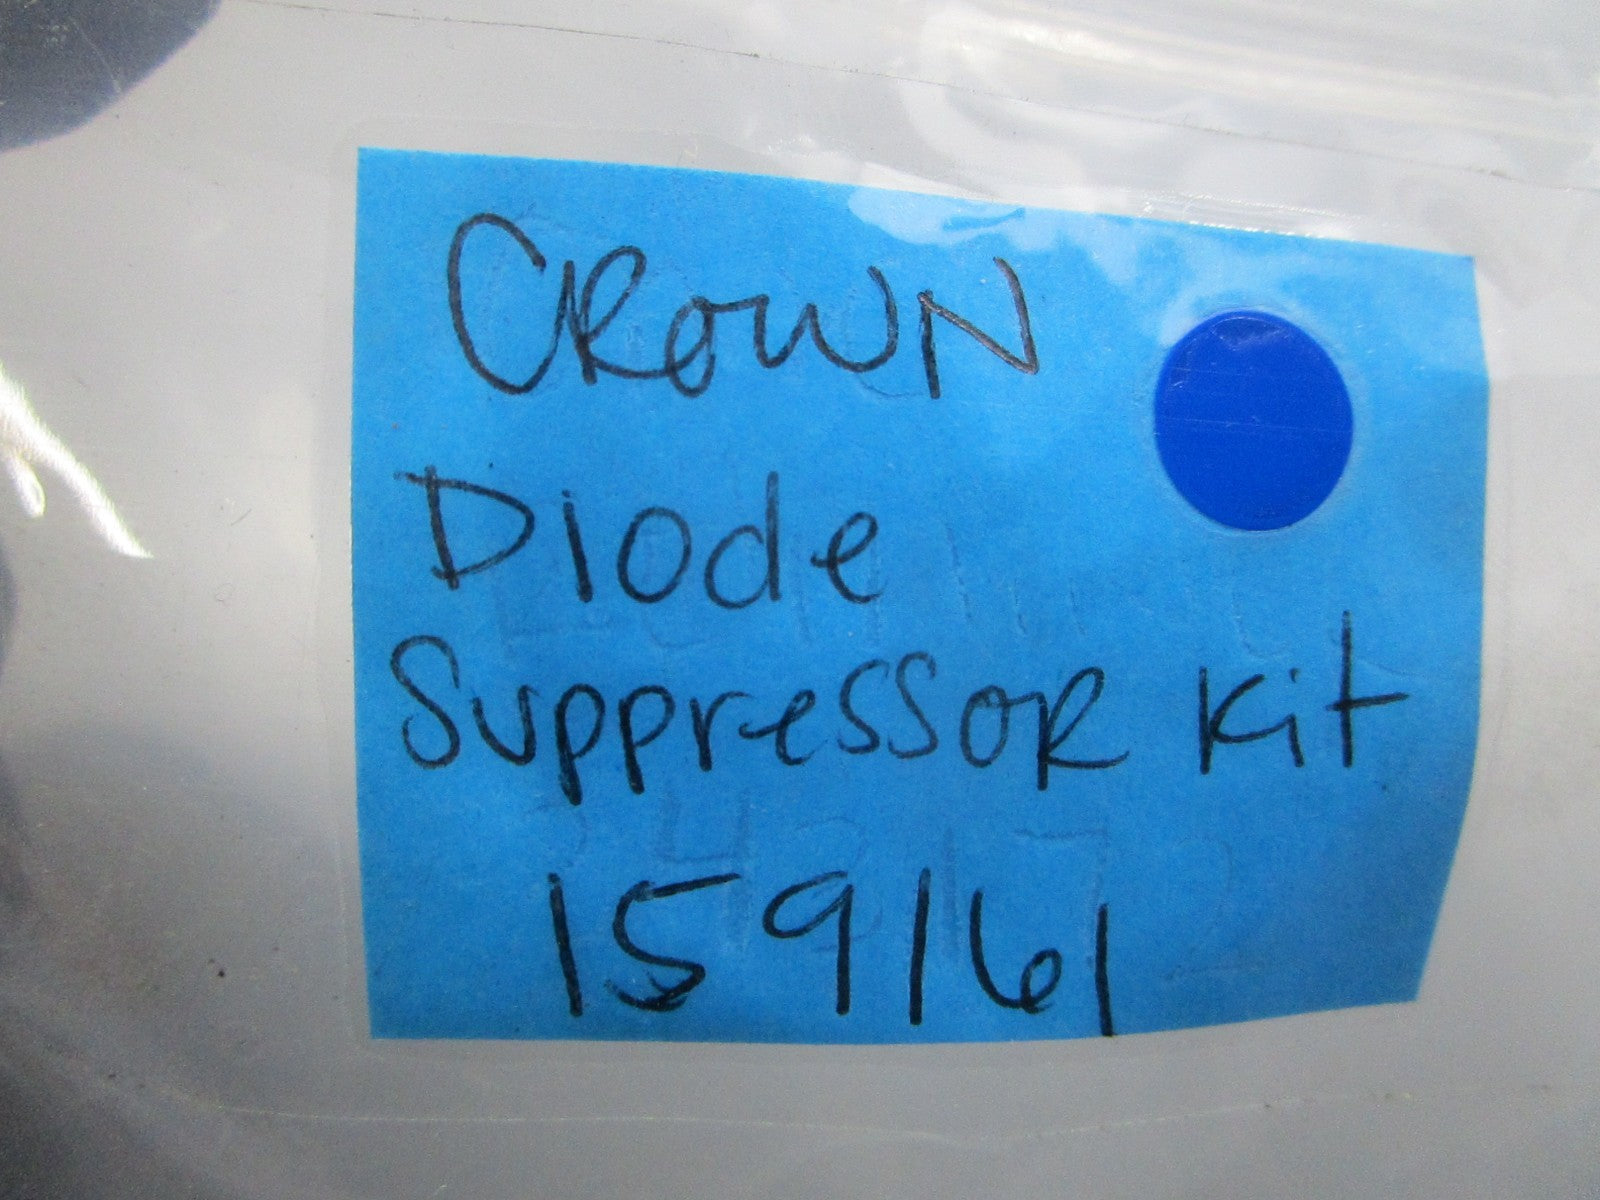 CRowN
Diode
SuppressoR Kit
159161